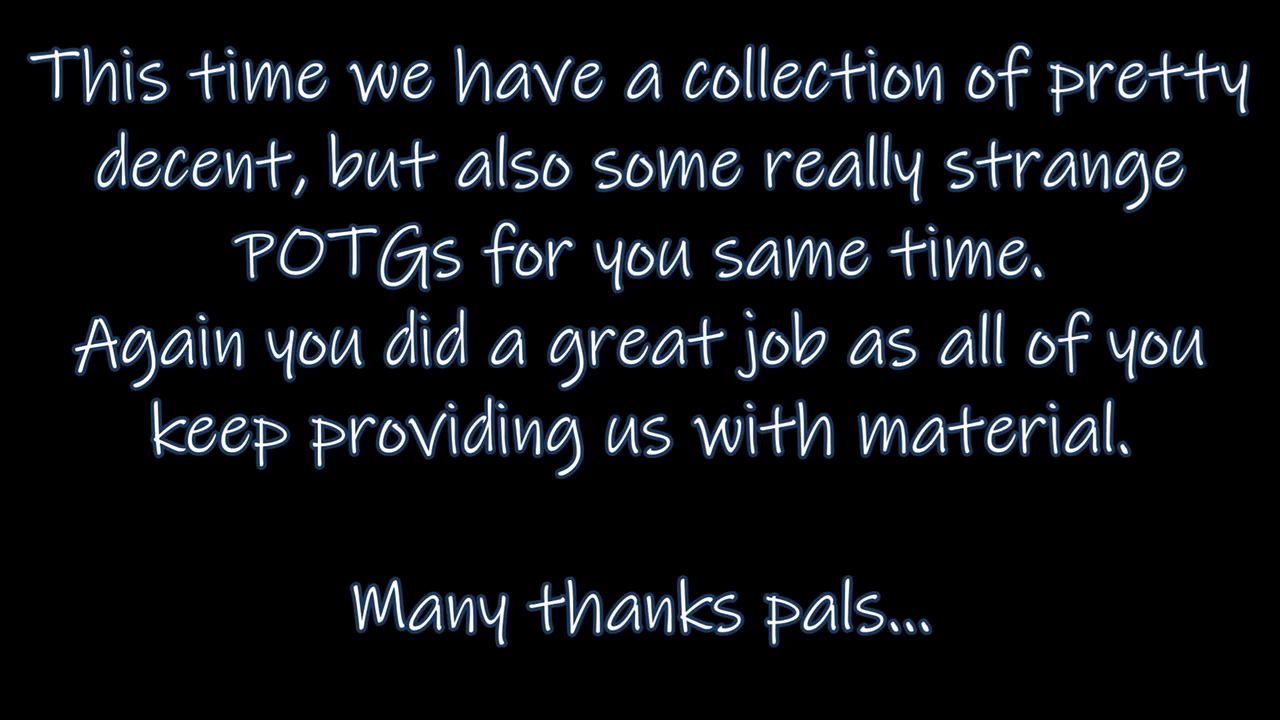 This time we have a collection of pretty
decent, but also some really strange
POTGs for you same time.
Again you did a great job as all of you
keep providing us with material.
Many thanks pals...